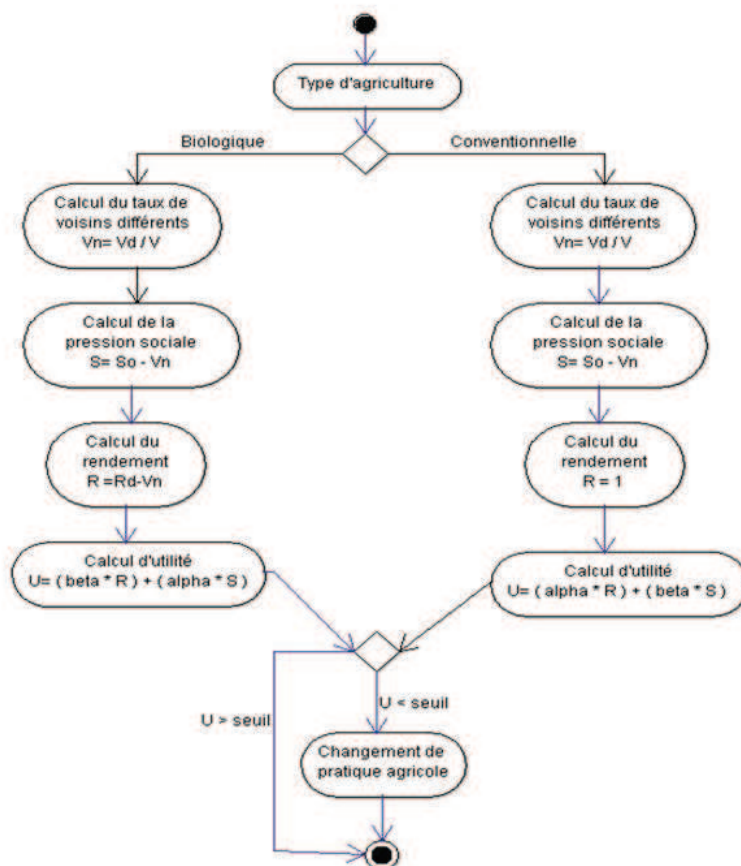 Type d'agriculture
Biologique
Conventionnelle
Calcul du taux de
voisins différents
Vn= Vd / V
Calcul du taux de
voisins différents
Vn= Vd / V
Calcul de la
pression sociale
S= So - Vn
Calcul de la
pression sociale
S= So - Vn
Calcul du
rendement
R =Rd-Vn
Calcul du
rendement
R = 1
Calcul d'utilité
U= ( beta * R ) + ( alpha * S )
Calcul d'utilité
U= ( alpha * R ) + ( beta * S )
U > seuil
U < seuil
Changement de
pratique agricole